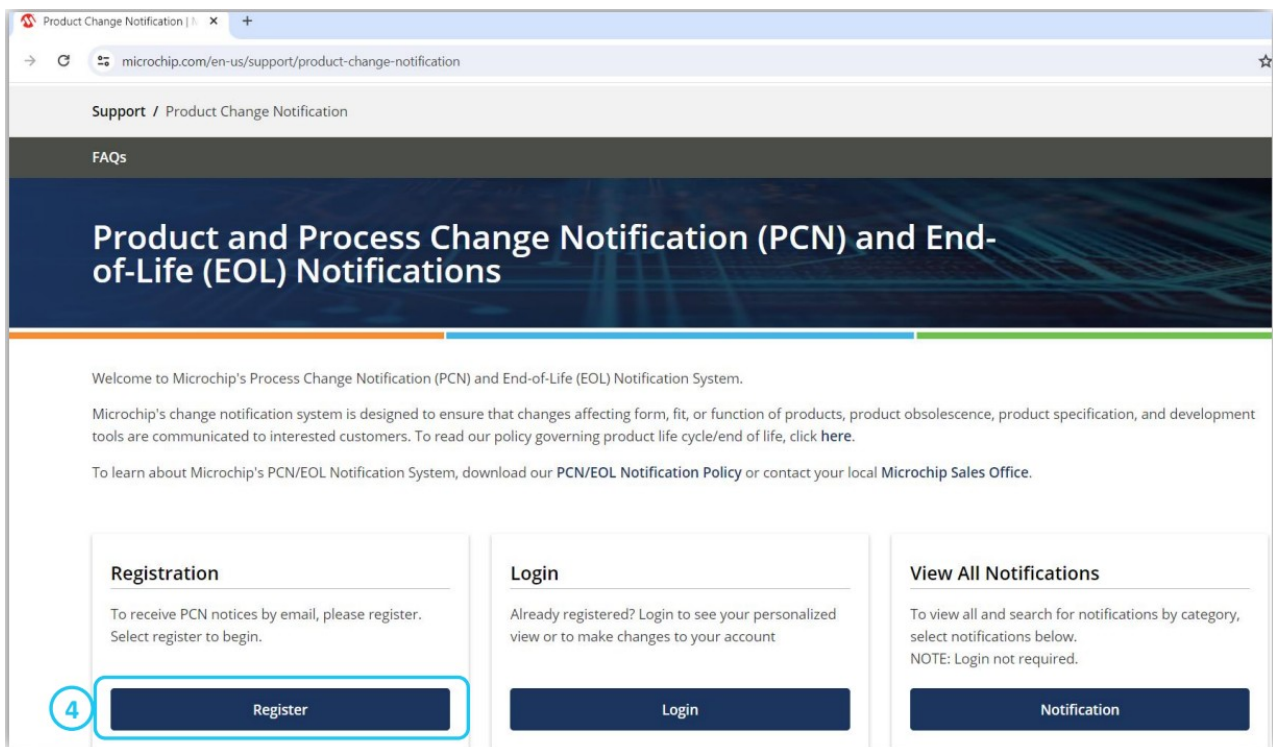 Product Change Notification |
microchip.com/en-us/support/product-change-notification
Support / Product Change Notification
FAQs
Product and Process Change Notification (PCN) and End-
of-Life (EOL) Notifications
Welcome to Microchip's Process Change Notification (PCN) and End-of-Life (EOL) Notification System.
Microchip's change notification system is designed to ensure that changes affecting form, fit, or function of products, product obsolescence, product specification, and development
tools are communicated to interested customers. To read our policy governing product life cycle/end of life, click here.
To learn about Microchip's PCN/EOL Notification System, download our PCN/EOL Notification Policy or contact your local Microchip Sales Office.
Registration
To receive PCN notices by email, please register.
Select register to begin.
4
Register
Login
Already registered? Login to see your personalized
view or to make changes to your account
Login
View All Notifications
To view all and search for notifications by category,
select notifications below.
NOTE: Login not required.
Notification